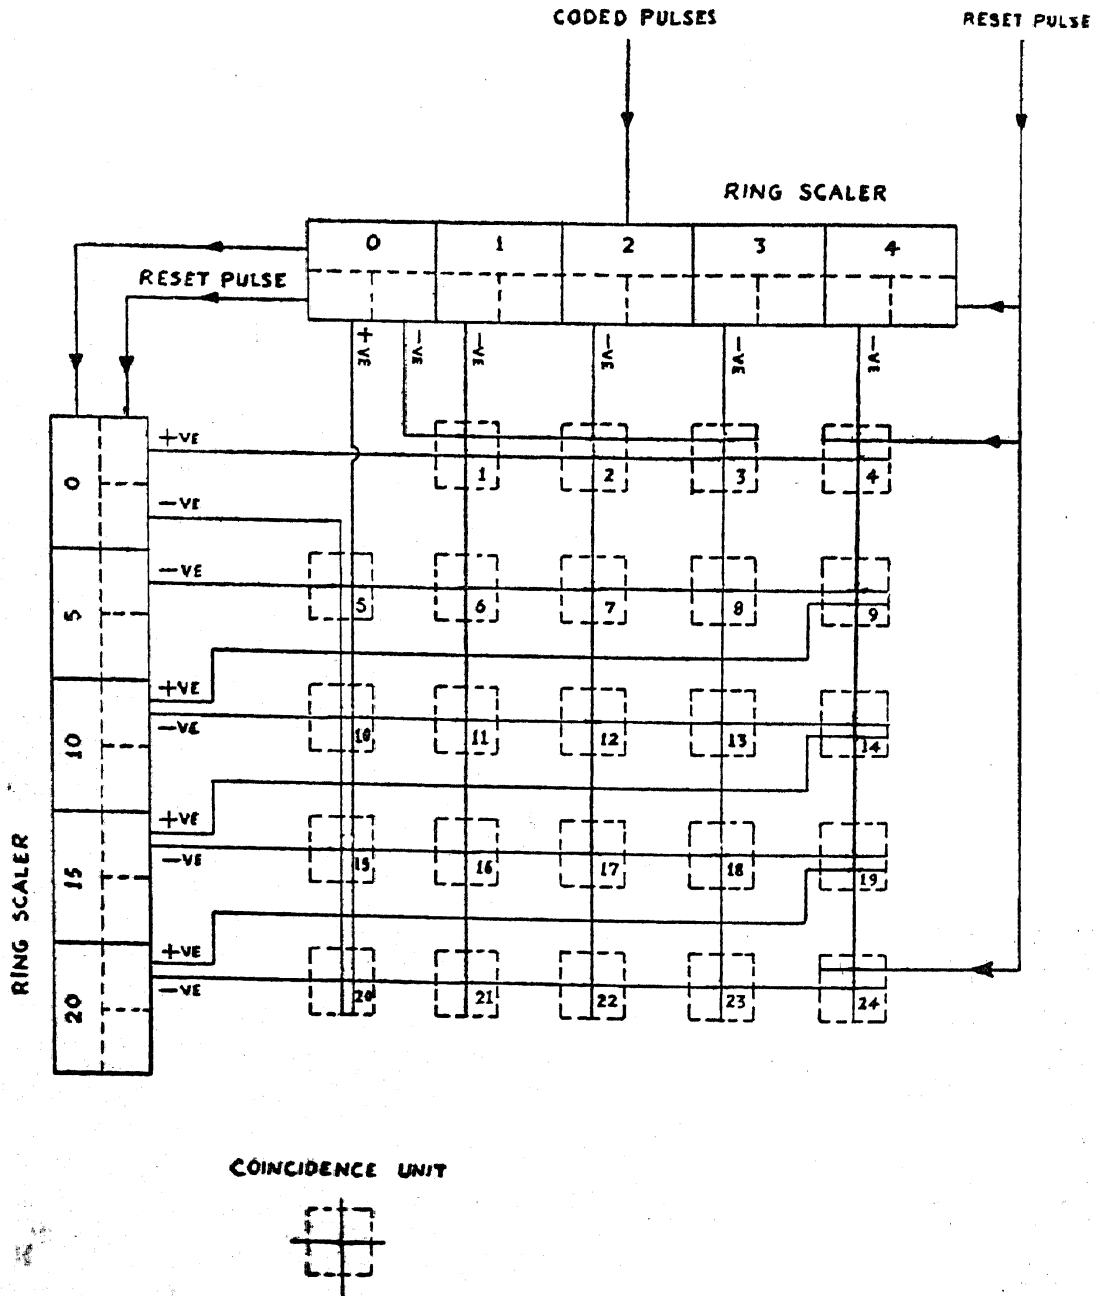 CODED PULSES
RESET PULSE
RING SCALER
0 1 2 3 4
RESET PULSE
+VE
-VE
-VE
-VE
-VE
-VE
0
+VE
-VE
1 2 3 4
5
-VE
5 6 7 8 9
10
+VE
-VE
10 11 12 13 14
15
+VE
-VE
15 16 17 18 19
20
+VE
-VE
20 21 22 23 24
RING SCALER
COINCIDENCE UNIT